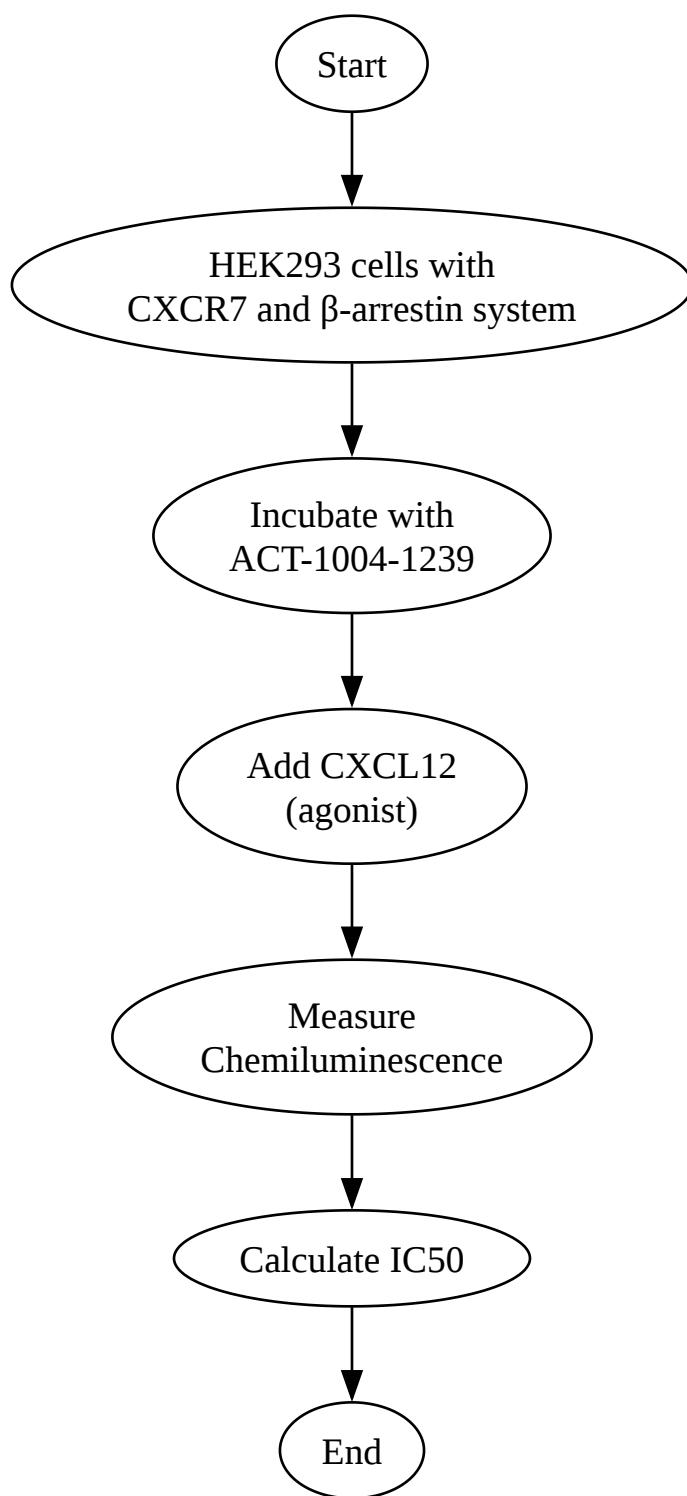 Start
HEK293 cells with
CXCR7 and β-arrestin system
Incubate with
ACT-1004-1239
Add CXCL12
(agonist)
Measure
Chemiluminescence
Calculate IC50
End